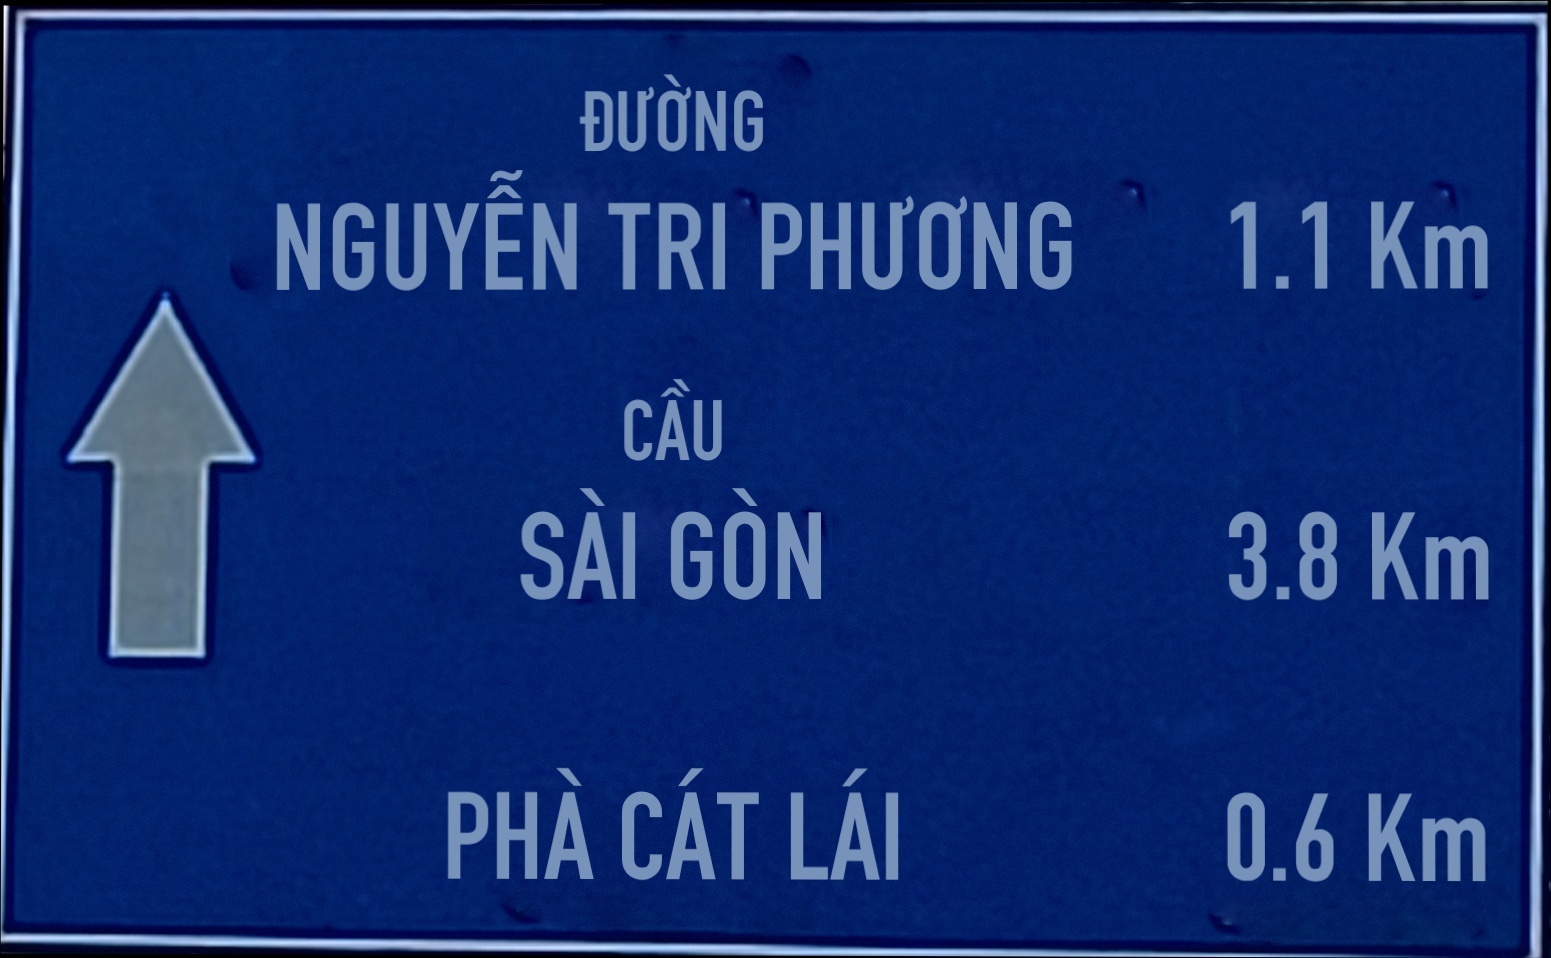 ĐƯỜNG
NGUYỄN TRI PHƯƠNG 1.1 Km
CẦU
SÀI GÒN 3.8 Km
PHÀ CÁT LÁI 0.6 Km